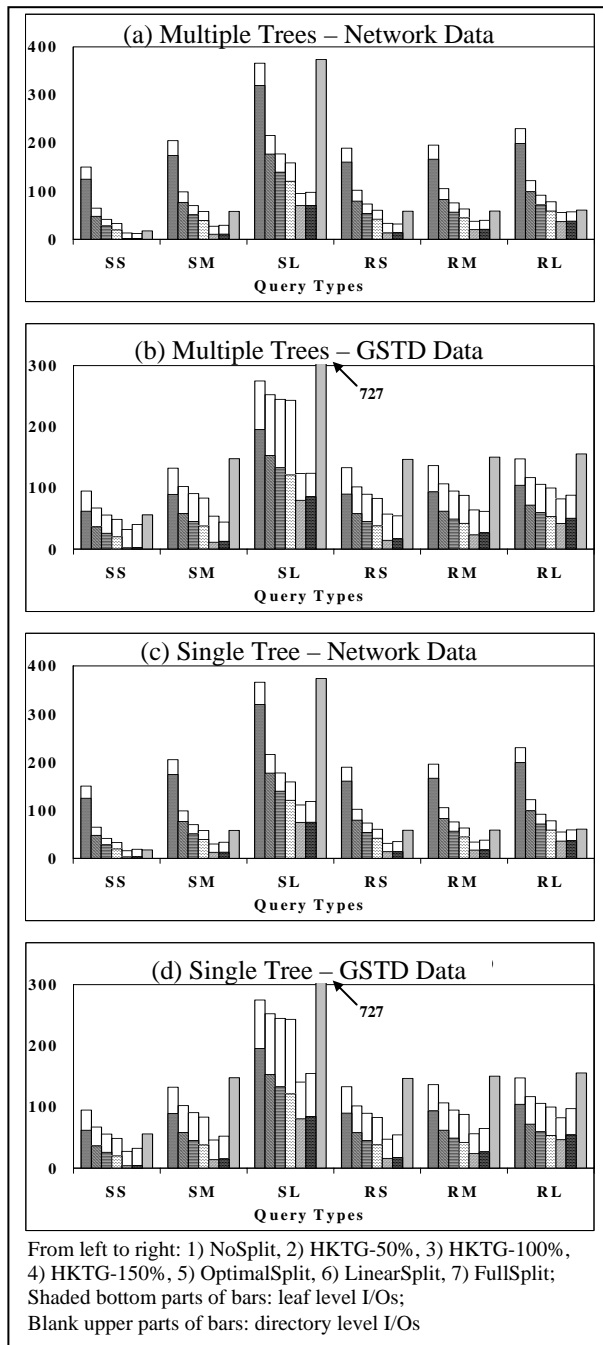 (a) Multiple Trees – Network Data
400
300
200
100
0
SS SM SL RS RM RL
Query Types
(b) Multiple Trees – GSTD Data
300
727
200
100
0
SS SM SL RS RM RL
Query Types
(c) Single Tree – Network Data
400
300
200
100
0
SS SM SL RS RM RL
Query Types
(d) Single Tree – GSTD Data
300
727
200
100
0
SS SM SL RS RM RL
Query Types
From left to right: 1) NoSplit, 2) HKTG-50%, 3) HKTG-100%,
4) HKTG-150%, 5) OptimalSplit, 6) LinearSplit, 7) FullSplit;
Shaded bottom parts of bars: leaf level I/Os;
Blank upper parts of bars: directory level I/Os